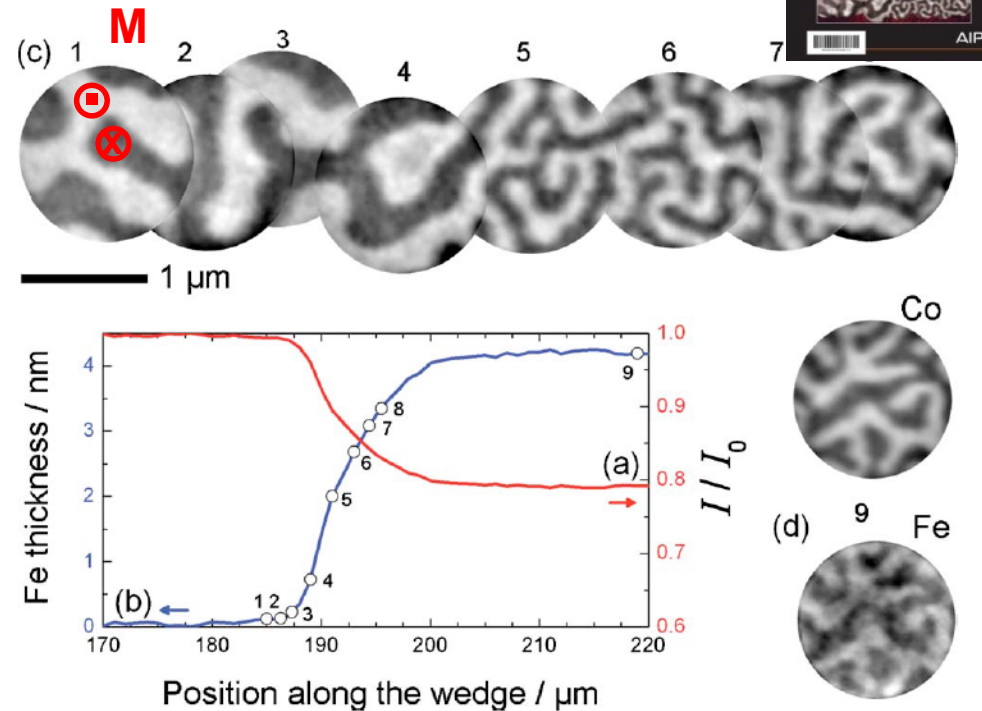 M
(c) 1 2 3 4 5 6 7
AIP
1 µm
Fe thickness / nm
4
3
2
1
0
1.0
0.9
0.8
0.7
0.6
I / I₀
(a)
(b)
1 2 3
4
5
6
7
8
9
170 180 190 200 210 220
Position along the wedge / µm
Co
9
(d) Fe